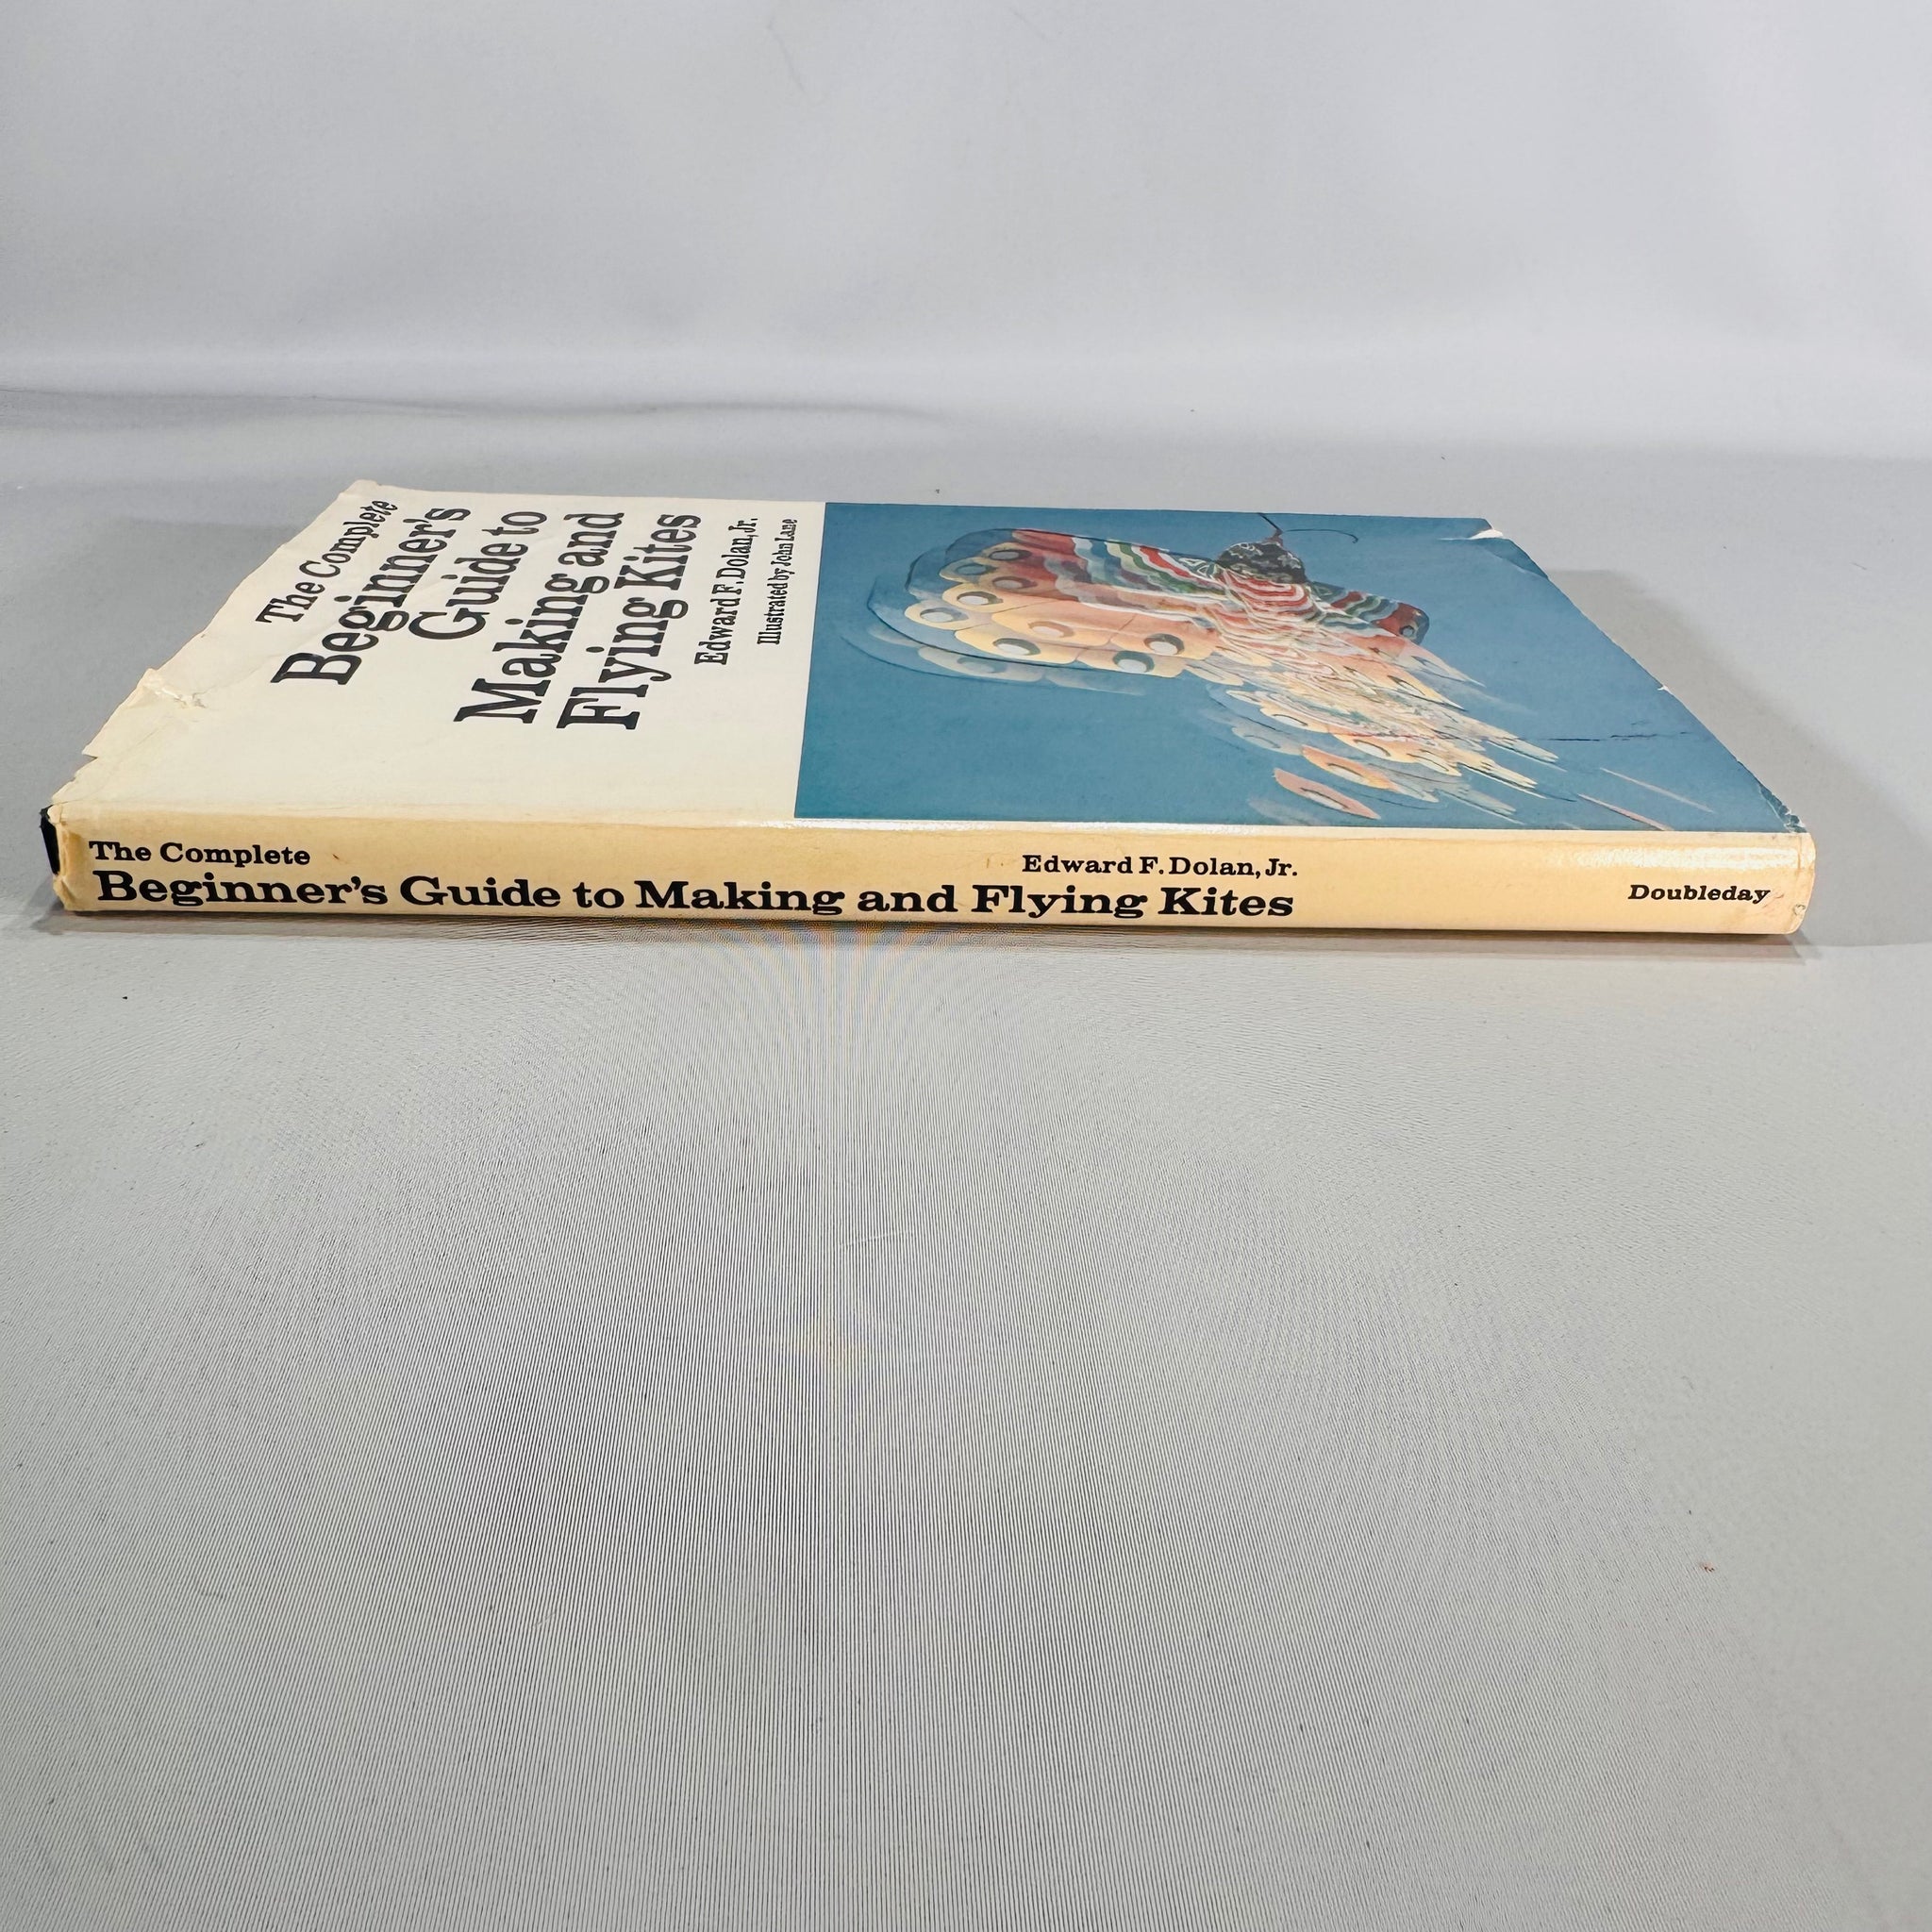 The Complete
Beginner's
Guide to
Making and
Flying Kites
Edward F. Dolan, Jr.
Illustrated by John Lane
The Complete
Beginner's Guide to Making and Flying Kites
Edward F. Dolan, Jr.
Doubleday